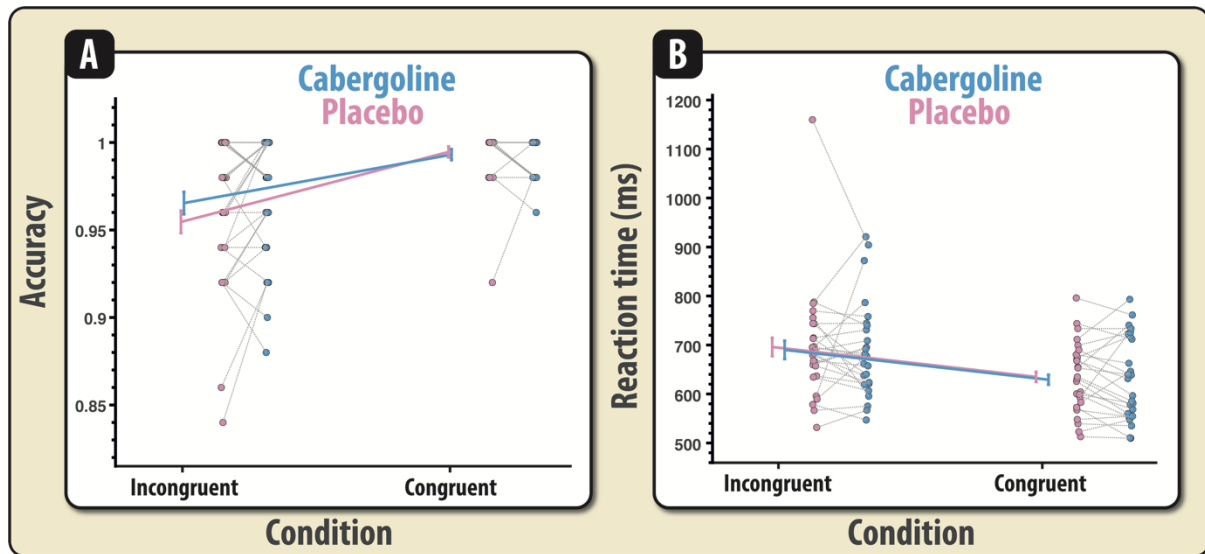 A
Cabergoline
Placebo
Accuracy
1
0.95
0.9
0.85
Incongruent
Congruent
Condition
B
Cabergoline
Placebo
Reaction time (ms)
1200
1100
1000
900
800
700
600
500
Incongruent
Congruent
Condition